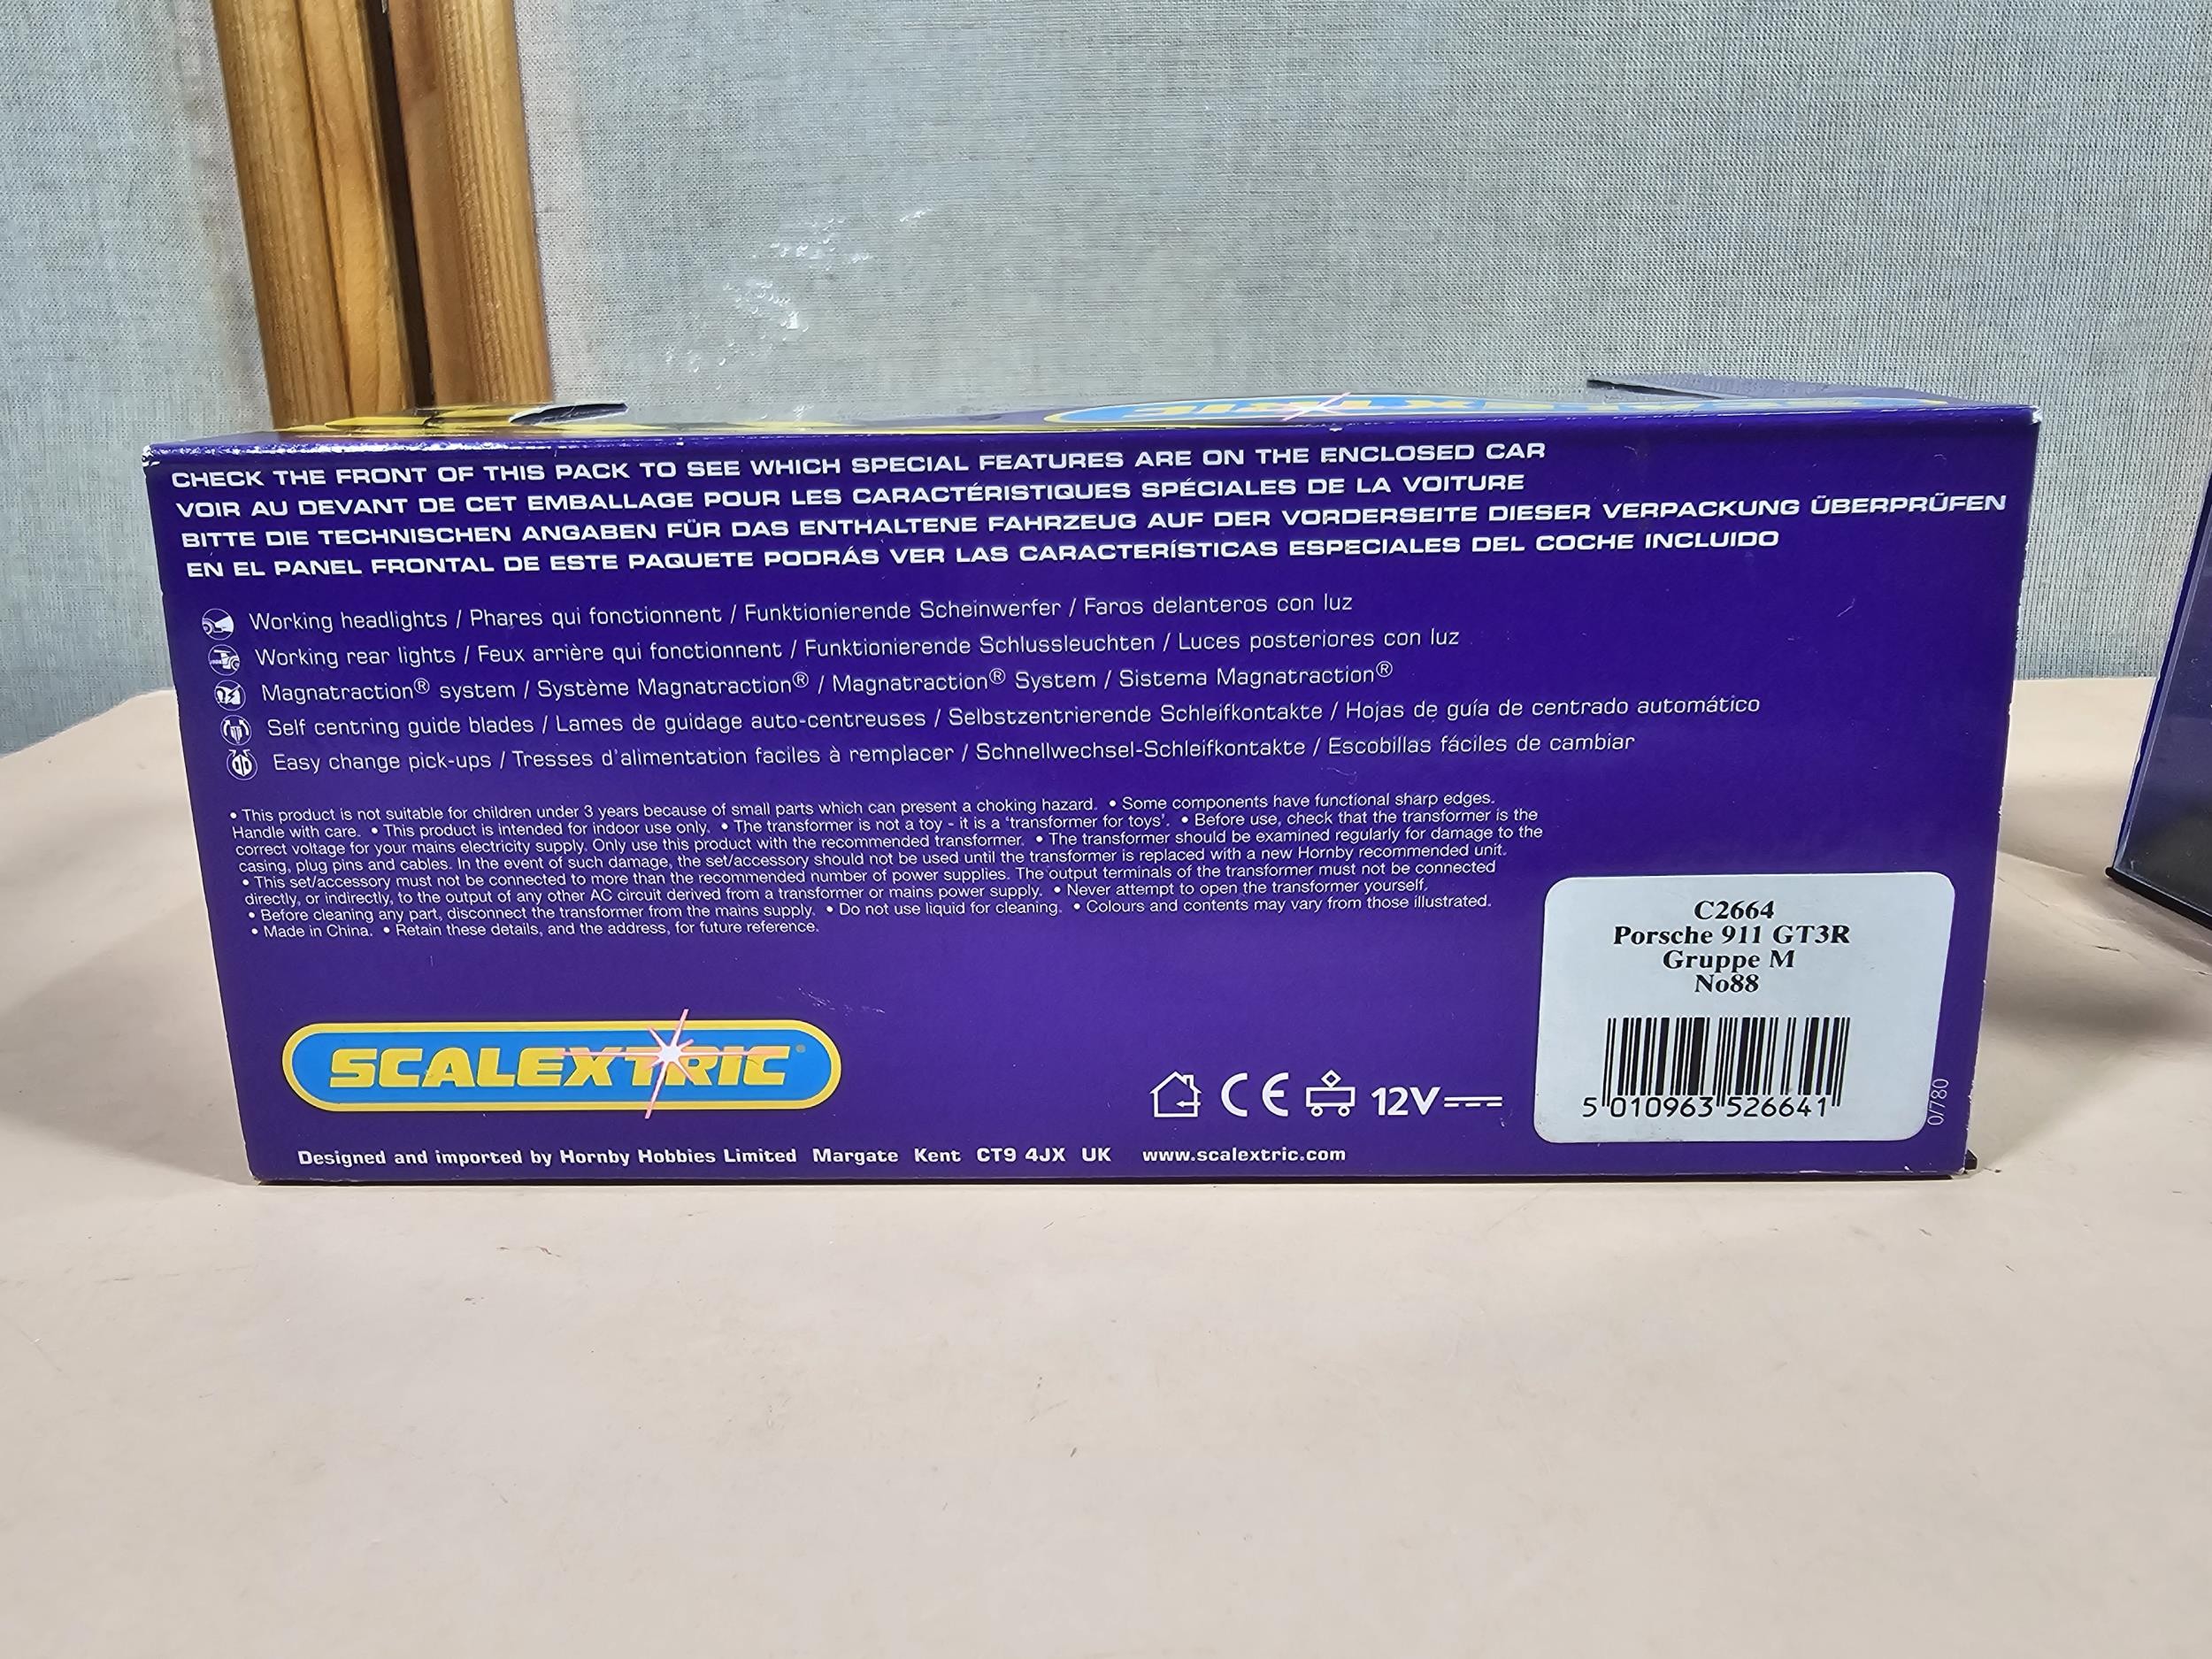 CHECK THE FRONT OF THIS PACK TO SEE WHICH SPECIAL FEATURES ARE ON THE ENCLOSED CAR
VOIR AU DEVANT DE CET EMBALLAGE POUR LES CARACTÉRISTIQUES SPÉCIALES DE LA VOITURE
BITTE DIE TECHNISCHEN ANGABEN FÜR DAS ENTHALTENE FAHRZEUG AUF DER VORDERSEITE DIESER VERPACKUNG ÜBERPRÜFEN
EN EL PANEL FRONTAL DE ESTE PAQUETE PODRÁS VER LAS CARACTERÍSTICAS ESPECIALES DEL COCHE INCLUIDO
Working headlights / Phares qui fonctionnent / Funktionierende Scheinwerfer / Faros delanteros con luz
Working rear lights / Feux arrière qui fonctionnent / Funktionierende Schlussleuchten / Luces posteriores con luz
Magnatraction® system / Système Magnatraction® / Magnatraction® System / Sistema Magnatraction®
Self centring guide blades / Lames de guidage auto-centreuses / Selbstzentrierende Schleifkontakte / Hojas de guía de centrado automático
Easy change pick-ups / Tresses d'alimentation faciles à remplacer / Schnellwechsel-Schleifkontakte / Escobillas fáciles de cambiar
• This product is not suitable for children under 3 years because of small parts which can present a choking hazard. • Some components have functional sharp edges.
Handle with care. • This product is intended for indoor use only. • The transformer is not a toy - it is a 'transformer for toys'. • Before use, check that the transformer is the
correct voltage for your mains electricity supply. Only use this product with the recommended transformer. • The transformer should be examined regularly for damage to the
casing, plug pins and cables. In the event of such damage, the set/accessory should not be used until the transformer is replaced with a new Hornby recommended unit.
• This set/accessory must not be connected to more than the recommended number of power supplies. The output terminals of the transformer must not be connected
directly, or indirectly, to the output of any other AC circuit derived from a transformer or mains power supply. • Never attempt to open the transformer yourself.
• Before cleaning any part, disconnect the transformer from the mains supply. • Do not use liquid for cleaning. • Colours and contents may vary from those illustrated.
• Made in China. • Retain these details, and the address, for future reference.
C2664
Porsche 911 GT3R
Gruppe M
No88
5 010963 526641
0/780
SCALEXTRIC
CE 12V
Designed and imported by Hornby Hobbies Limited Margate Kent CT9 4JX UK www.scalextric.com